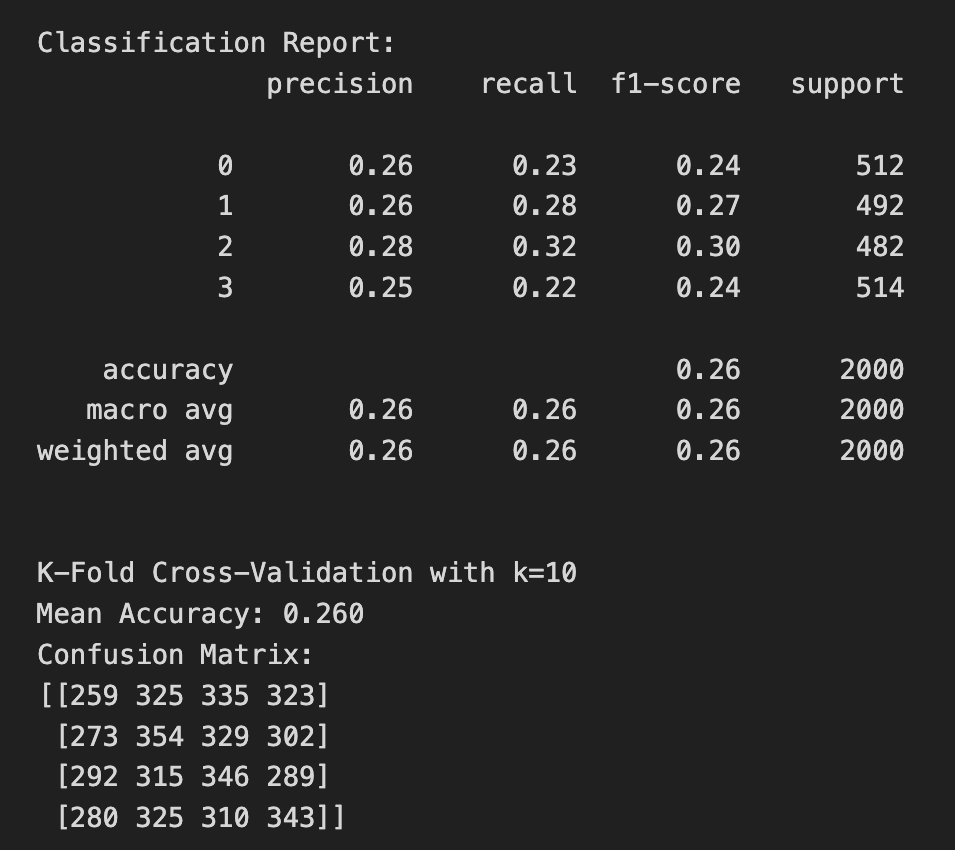 Classification Report:
precision recall f1-score support
0 0.26 0.23 0.24 512
1 0.26 0.28 0.27 492
2 0.28 0.32 0.30 482
3 0.25 0.22 0.24 514
accuracy 0.26 2000
macro avg 0.26 0.26 0.26 2000
weighted avg 0.26 0.26 0.26 2000
K-Fold Cross-Validation with k=10
Mean Accuracy: 0.260
Confusion Matrix:
[[259 325 335 323]
[273 354 329 302]
[292 315 346 289]
[280 325 310 343]]